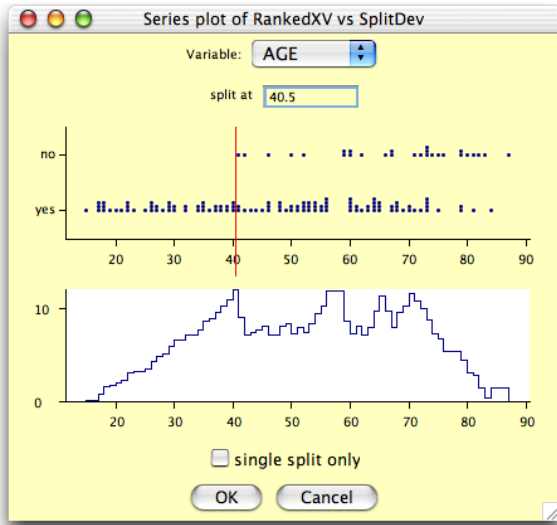 Series plot of RankedXV vs SplitDev
Variable: AGE
split at 40.5
no
yes
20 30 40 50 60 70 80 90
10
0
20 30 40 50 60 70 80 90
single split only
OK Cancel